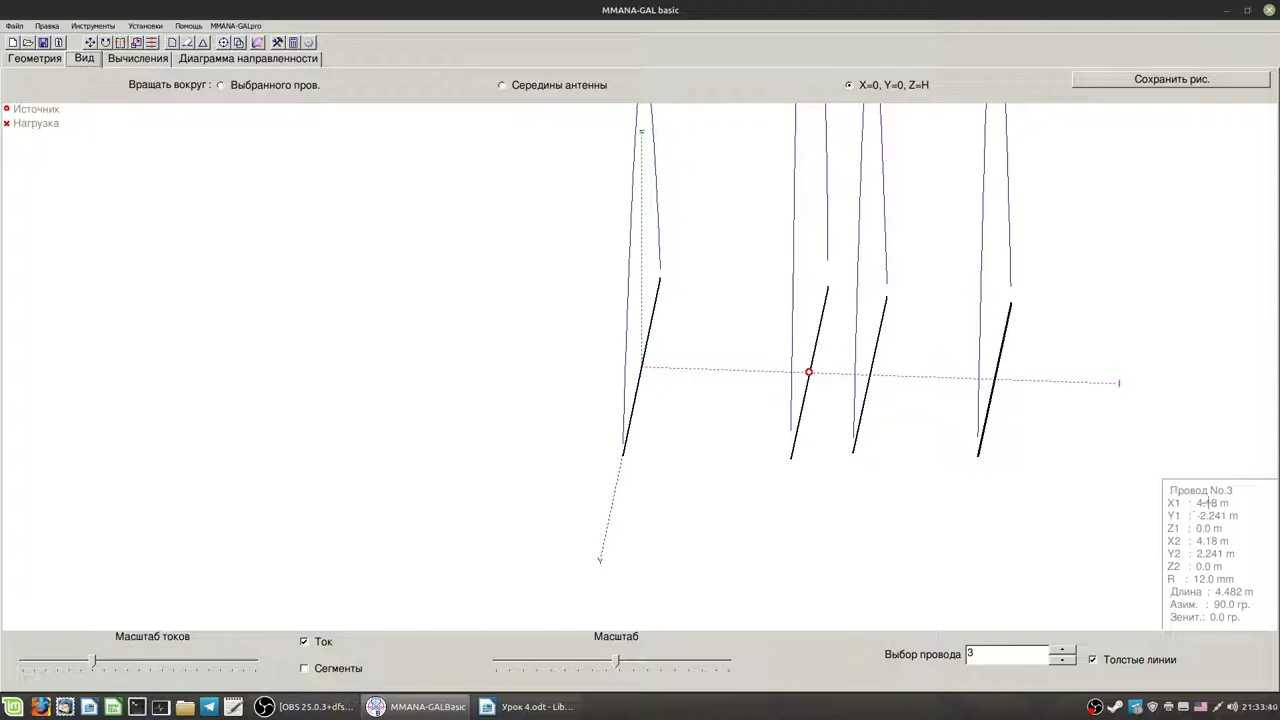 MMANA-GAL basic
Файл Правка Инструменты Установки Помощь MMANA-GALpro
Геометрия Вид Вычисления Диаграмма направленности
Вращать вокруг : Выбранного пров. Середины антенны X=0, Y=0, Z=H Сохранить рис.
Источник
Нагрузка
Y
Провод No.3
X1 : 4.18 m
Y1 : -2.241 m
Z1 : 0.0 m
X2 : 4.18 m
Y2 : 2.241 m
Z2 : 0.0 m
R : 12.0 mm
Длина : 4.482 m
Азим. : 90.0 гр.
Зенит.: 0.0 гр.
Масштаб токов Ток Масштаб
Сегменты Выбор провода 3 Толстые линии
[OBS 25.0.3+dfs... MMANA-GALBasic Урок 4.odt - Lib... 21:33:40